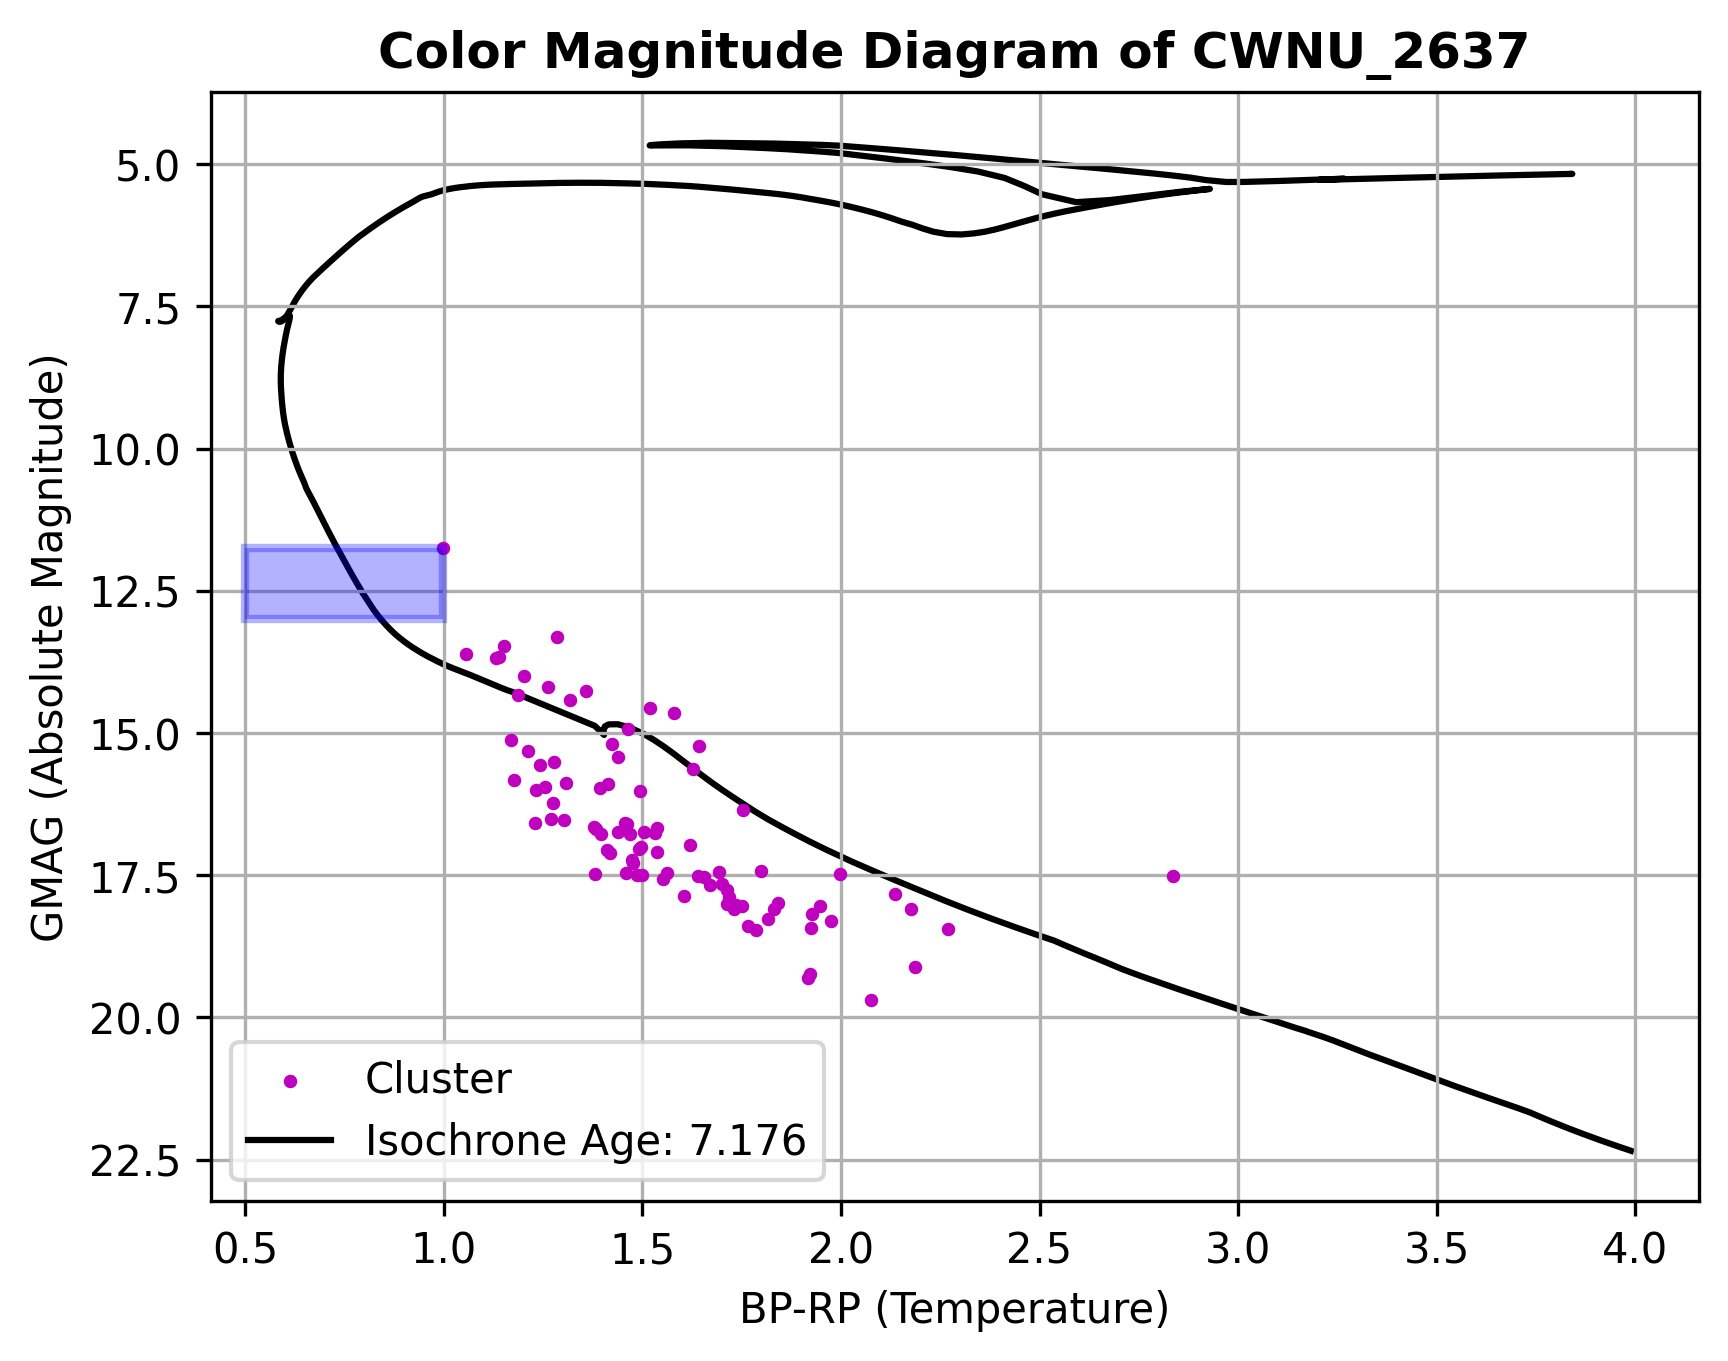 Color Magnitude Diagram of CWNU_2637
GMAG (Absolute Magnitude)
5.0
7.5
10.0
12.5
15.0
17.5
20.0
22.5
Cluster
Isochrone Age: 7.176
0.5 1.0 1.5 2.0 2.5 3.0 3.5 4.0
BP-RP (Temperature)